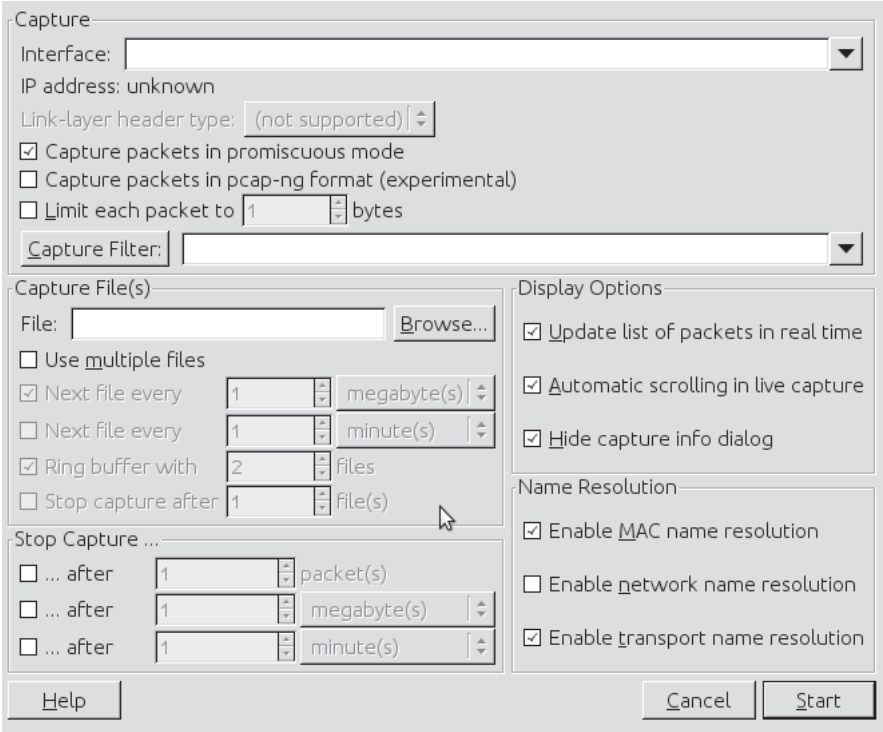 Capture
Interface:
IP address: unknown
Link-layer header type: (not supported)
Capture packets in promiscuous mode
Capture packets in pcap-ng format (experimental)
Limit each packet to 1 bytes
Capture Filter:
Capture File(s)
File: Browse...
Use multiple files
Next file every 1 megabyte(s)
Next file every 1 minute(s)
Ring buffer with 2 files
Stop capture after 1 file(s)
Stop Capture ...
... after 1 packet(s)
... after 1 megabyte(s)
... after 1 minute(s)
Display Options
Update list of packets in real time
Automatic scrolling in live capture
Hide capture info dialog
Name Resolution
Enable MAC name resolution
Enable network name resolution
Enable transport name resolution
Help
Cancel
Start